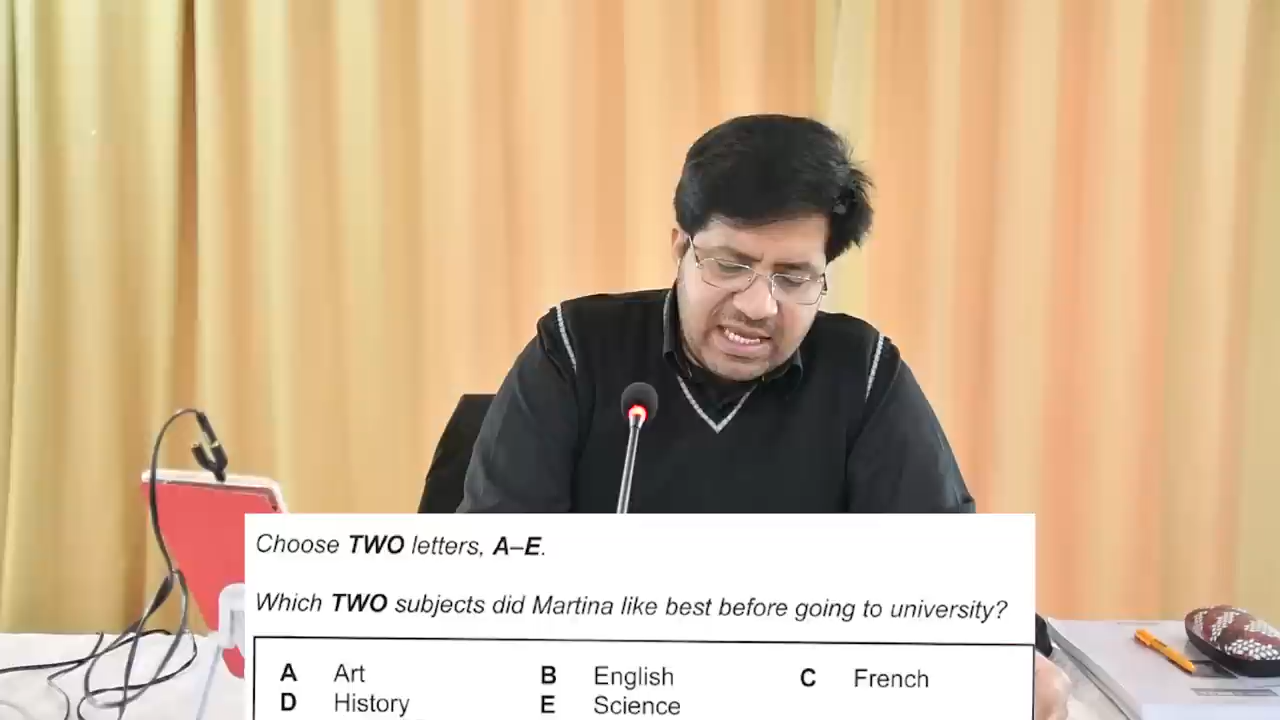 Choose TWO letters, A–E.
Which TWO subjects did Martina like best before going to university?
A Art B English C French
D History E Science